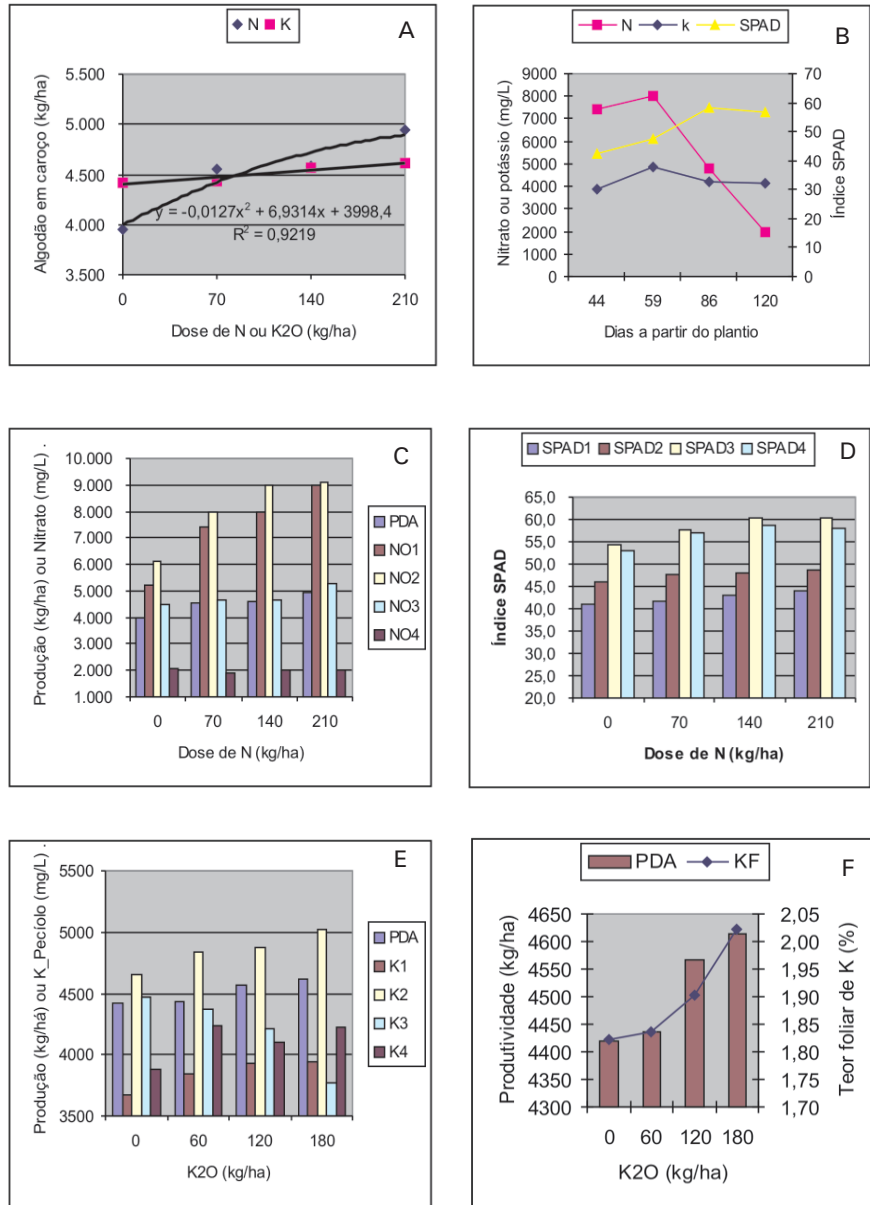 N K
A
Algodão em caroço (kg/ha)
5.500
5.000
4.500
4.000
3.500
y = -0,0127x² + 6,9314x + 3998,4
R² = 0,9219
0 70 140 210
Dose de N ou K2O (kg/ha)
N k SPAD
B
Nitrato ou potássio (mg/L)
9000
8000
7000
6000
5000
4000
3000
2000
1000
0
70
60
50
40
30
20
10
0
Índice SPAD
44 59 86 120
Dias a partir do plantio
C
Produção (kg/ha) ou Nitrato (mg/L) .
10.000
9.000
8.000
7.000
6.000
5.000
4.000
3.000
2.000
1.000
PDA
NO1
NO2
NO3
NO4
0 70 140 210
Dose de N (kg/ha)
SPAD1 SPAD2 SPAD3 SPAD4
D
Índice SPAD
65,0
60,0
55,0
50,0
45,0
40,0
35,0
30,0
25,0
20,0
0 70 140 210
Dose de N (kg/ha)
E
Produção (kg/há) ou K_Pecíolo (mg/L) .
5500
5000
4500
4000
3500
PDA
K1
K2
K3
K4
0 60 120 180
K2O (kg/ha)
PDA KF
F
Produtividade (kg/ha)
4650
4600
4550
4500
4450
4400
4350
4300
2,05
2,00
1,95
1,90
1,85
1,80
1,75
1,70
Teor foliar de K (%)
0 60 120 180
K2O (kg/ha)